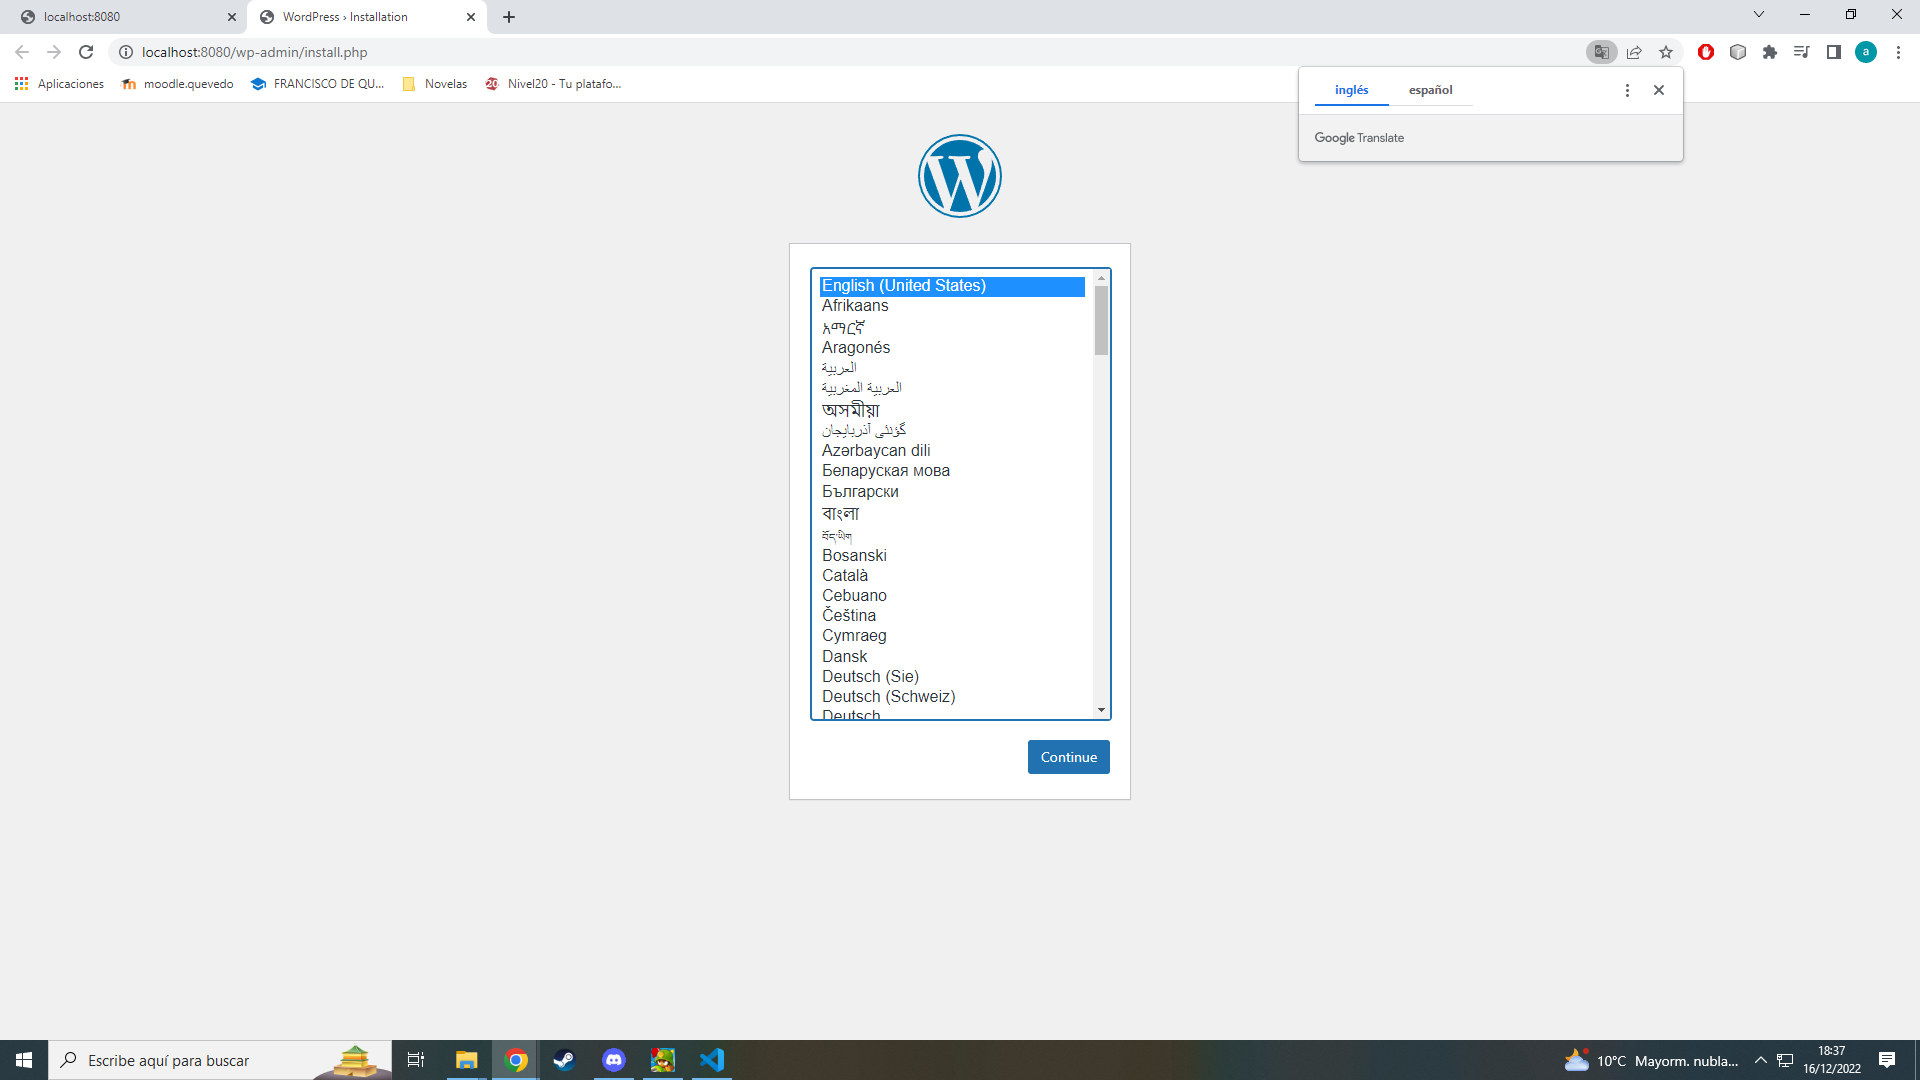 localhost:8080
WordPress › Installation
localhost:8080/wp-admin/install.php
Aplicaciones
moodle.quevedo
FRANCISCO DE QU...
Novelas
Nivel20 - Tu platafo...
inglés
español
Google Translate
English (United States)
Afrikaans
አማርኛ
Aragonés
العربية
العربية المغربية
অসমীয়া
گؤنئی آذربایجان
Azərbaycan dili
Беларуская мова
Български
বাংলা
བོད་ཡིག
Bosanski
Català
Cebuano
Čeština
Cymraeg
Dansk
Deutsch (Sie)
Deutsch (Schweiz)
Deutsch
Continue
Escribe aquí para buscar
10°C Mayorm. nubla...
18:37
16/12/2022